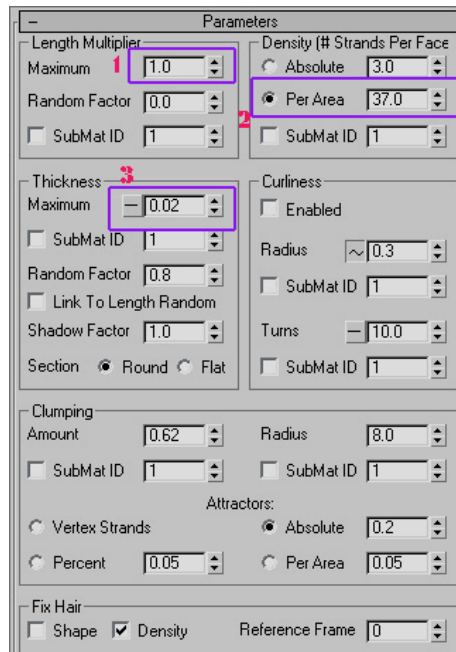 – Parameters
Length Multiplier
Maximum 1 1.0
Random Factor 0.0
SubMat ID 1
Density (# Strands Per Face
Absolute 3.0
Per Area 37.0
2
SubMat ID 1
Thickness 3
Maximum – 0.02
SubMat ID 1
Random Factor 0.8
Link To Length Random
Shadow Factor 1.0
Section Round Flat
Curliness
Enabled
Radius ~ 0.3
SubMat ID 1
Turns – 10.0
SubMat ID 1
Clumping
Amount 0.62 Radius 8.0
SubMat ID 1 SubMat ID 1
Attractors:
Vertex Strands Absolute 0.2
Percent 0.05 Per Area 0.05
Fix Hair
Shape Density Reference Frame 0